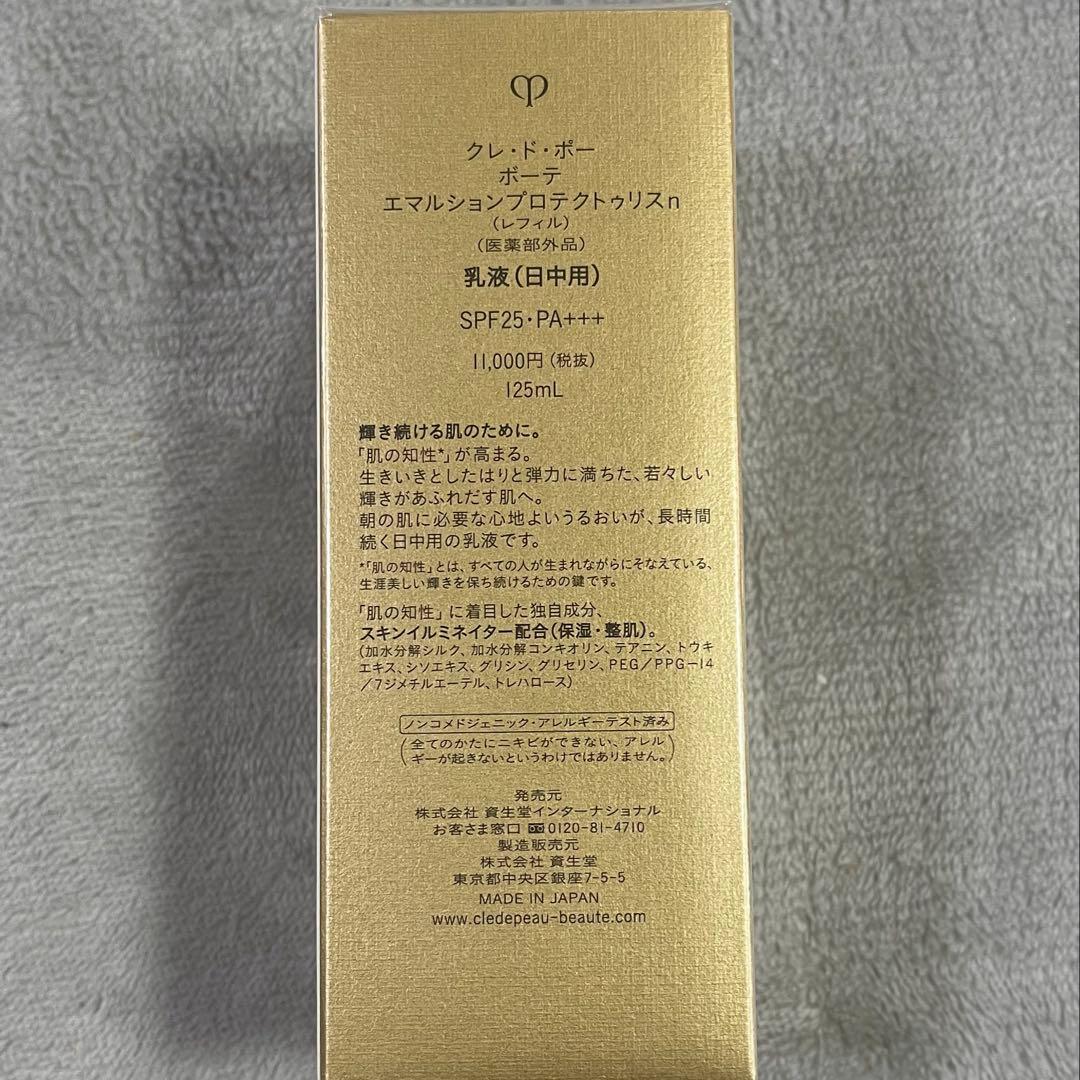 クレ・ド・ポー
ボーテ
エマルションプロテクトゥリスn
(レフィル)
(医薬部外品)
乳液(日中用)
SPF25・PA+++
11,000円(税抜)
125mL
輝き続ける肌のために。
「肌の知性*」が高まる。
生きいきとしたはりと弾力に満ちた、若々しい
輝きがあふれだす肌へ。
朝の肌に必要な心地よいうるおいが、長時間
続く日中用の乳液です。
*「肌の知性」とは、すべての人が生まれながらにそなえている、
生涯美しい輝きを保ち続けるための鍵です。
「肌の知性」に着目した独自成分、
スキンイルミネイター配合(保湿・整肌)。
(加水分解シルク、加水分解コンキオリン、テアニン、トウキ
エキス、シソエキス、グリシン、グリセリン、PEG/PPG-14
/7ジメチルエーテル、トレハロース)
ノンコメドジェニック・アレルギーテスト済み
(全てのかたにニキビができない、アレル
ギーが起きないというわけではありません。)
発売元
株式会社 資生堂インターナショナル
お客さま窓口 0120-81-4710
製造販売元
株式会社 資生堂
東京都中央区銀座7-5-5
MADE IN JAPAN
www.cledepeau-beaute.com